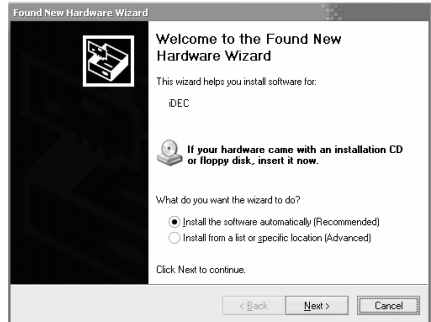 Found New Hardware Wizard
Welcome to the Found New
Hardware Wizard
This wizard helps you install software for:
iDEC
If your hardware came with an installation CD
or floppy disk, insert it now.
What do you want the wizard to do?
Install the software automatically (Recommended)
Install from a list or specific location (Advanced)
Click Next to continue.
< Back Next > Cancel